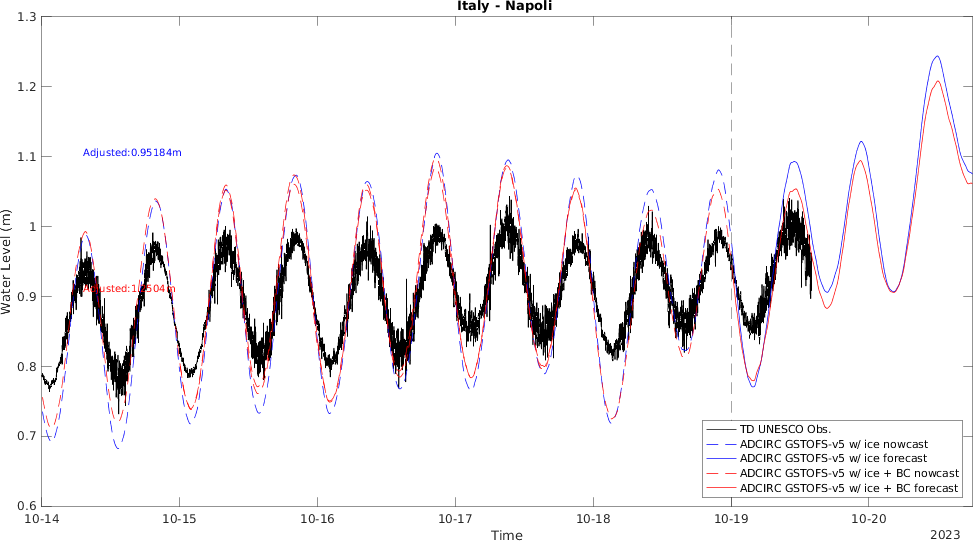 Italy - Napoli
1.3
1.2
1.1
1
0.9
0.8
0.7
0.6
Water Level (m)
Adjusted:0.95184m
10-14
10-15
10-16
10-17
10-18
10-19
10-20
Time
2023
TD UNESCO Obs.
ADCIRC GSTOFS-v5 w/ ice nowcast
ADCIRC GSTOFS-v5 w/ ice forecast
ADCIRC GSTOFS-v5 w/ ice + BC nowcast
ADCIRC GSTOFS-v5 w/ ice + BC forecast